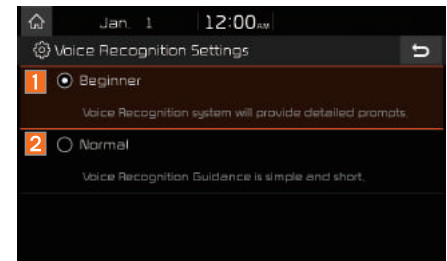 Jan. 1 12:00AM
Voice Recognition Settings
1 Beginner
Voice Recognition system will provide detailed prompts.
2 Normal
Voice Recognition Guidance is simple and short.